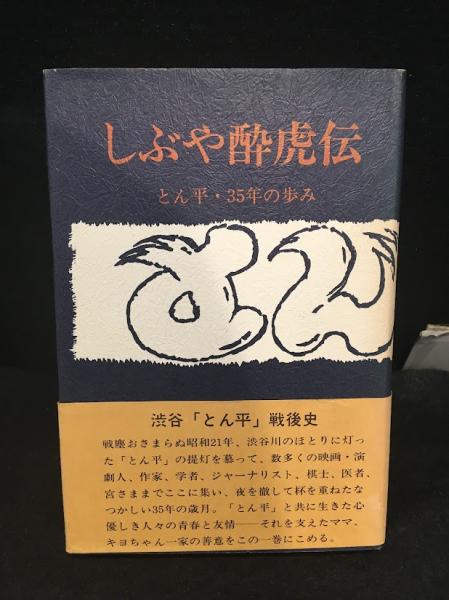 しぶや酔虎伝
とん平・35年の歩み
渋谷「とん平」戦後史
戦塵おさまらぬ昭和21年、渋谷川のほとりに灯っ
た「とん平」の提灯を慕って、数多くの映画・演
劇人、作家、学者、ジャーナリスト、棋士、医者、
宮さままでここに集い、夜を徹して杯を重ねたな
つかしい35年の歳月。「とん平」と共に生きた心
優しき人々の青春と友情──それを支えたママ、
キヨちゃん一家の善意をこの一巻にこめる。